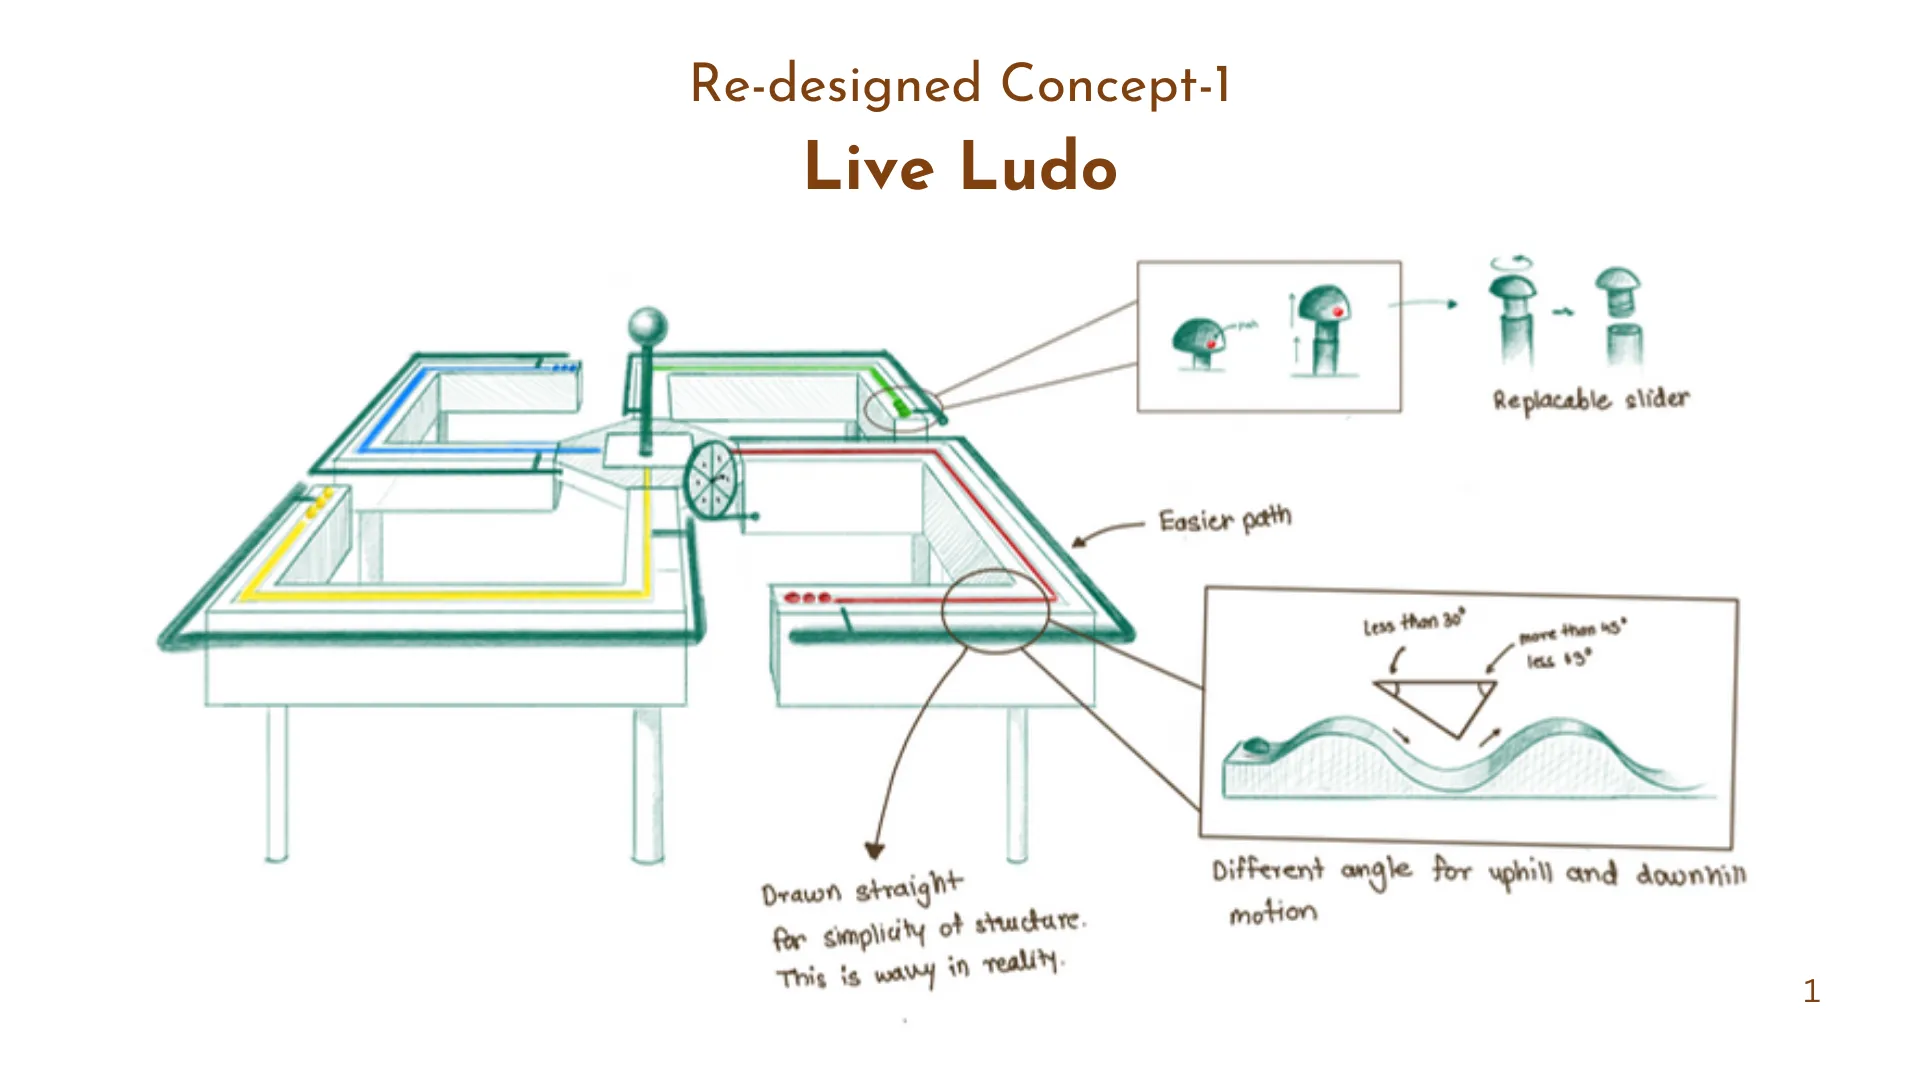 Re-designed Concept-1
Live Ludo
push
Replacable slider
Easier path
less than 30°
more than 45°
less
Drawn straight
for simplicity of structure.
This is wavy in reality.
Different angle for uphill and downhill
motion
1